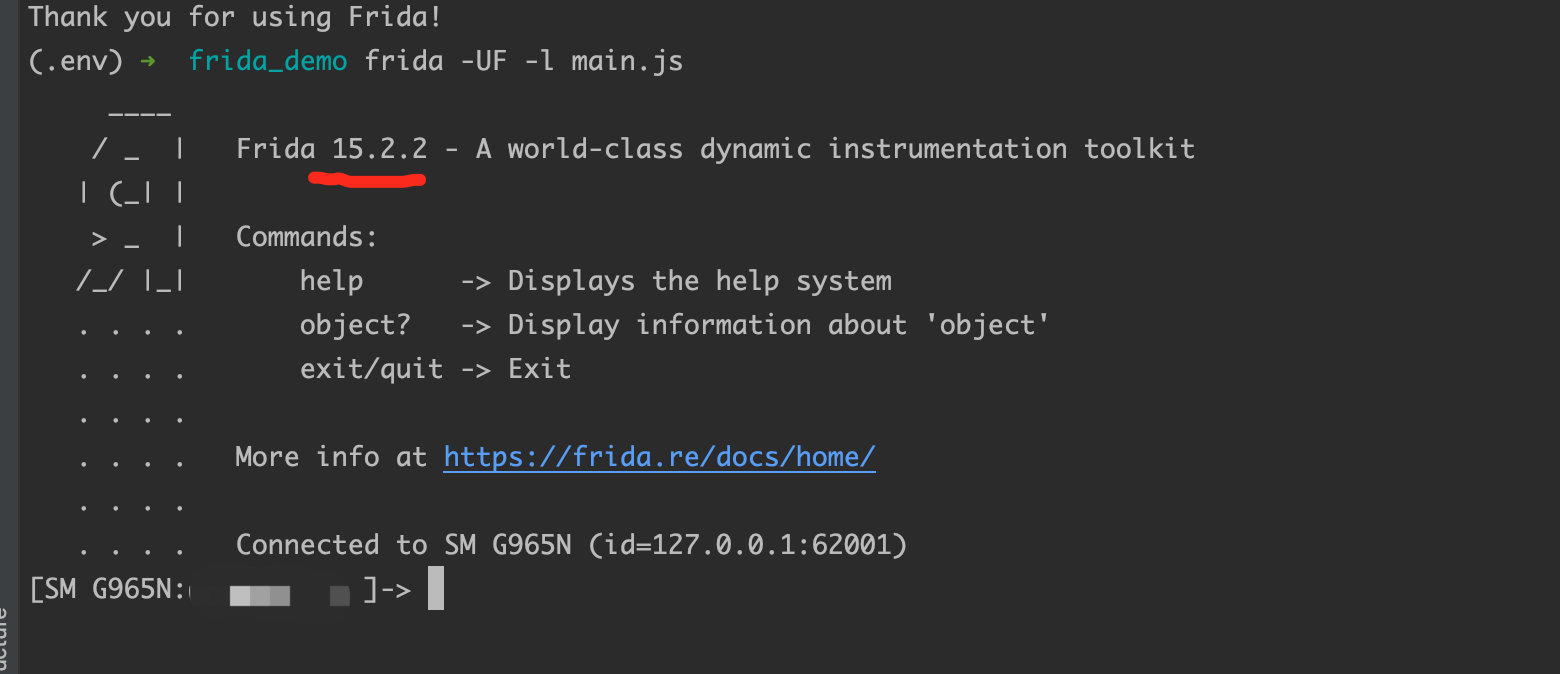 Thank you for using Frida!
(.env) ➜  frida_demo frida -UF -l main.js
     ____
    / _  |   Frida 15.2.2 - A world-class dynamic instrumentation toolkit
   | (_| |
    > _  |   Commands:
   /_/ |_|       help      -> Displays the help system
   . . . .       object?   -> Display information about 'object'
   . . . .       exit/quit -> Exit
   . . . .
   . . . .   More info at https://frida.re/docs/home/
   . . . .
   . . . .   Connected to SM G965N (id=127.0.0.1:62001)
[SM G965N: ]->